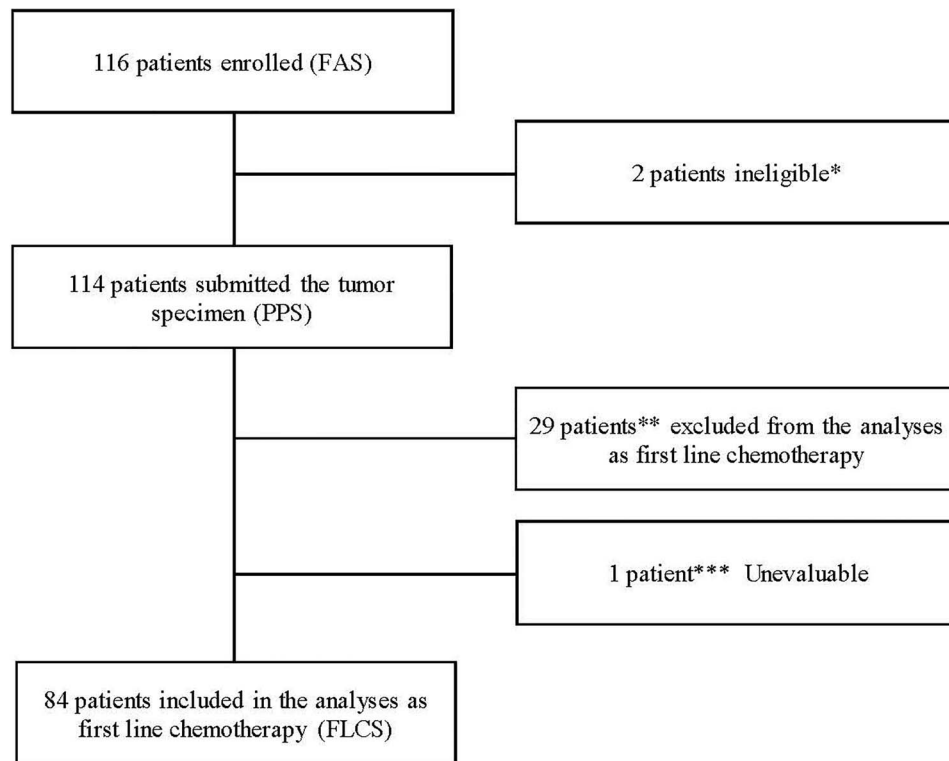 116 patients enrolled (FAS)
2 patients ineligible*
114 patients submitted the tumor
specimen (PPS)
29 patients** excluded from the analyses
as first line chemotherapy
1 patient*** Unevaluable
84 patients included in the analyses as
first line chemotherapy (FLCS)